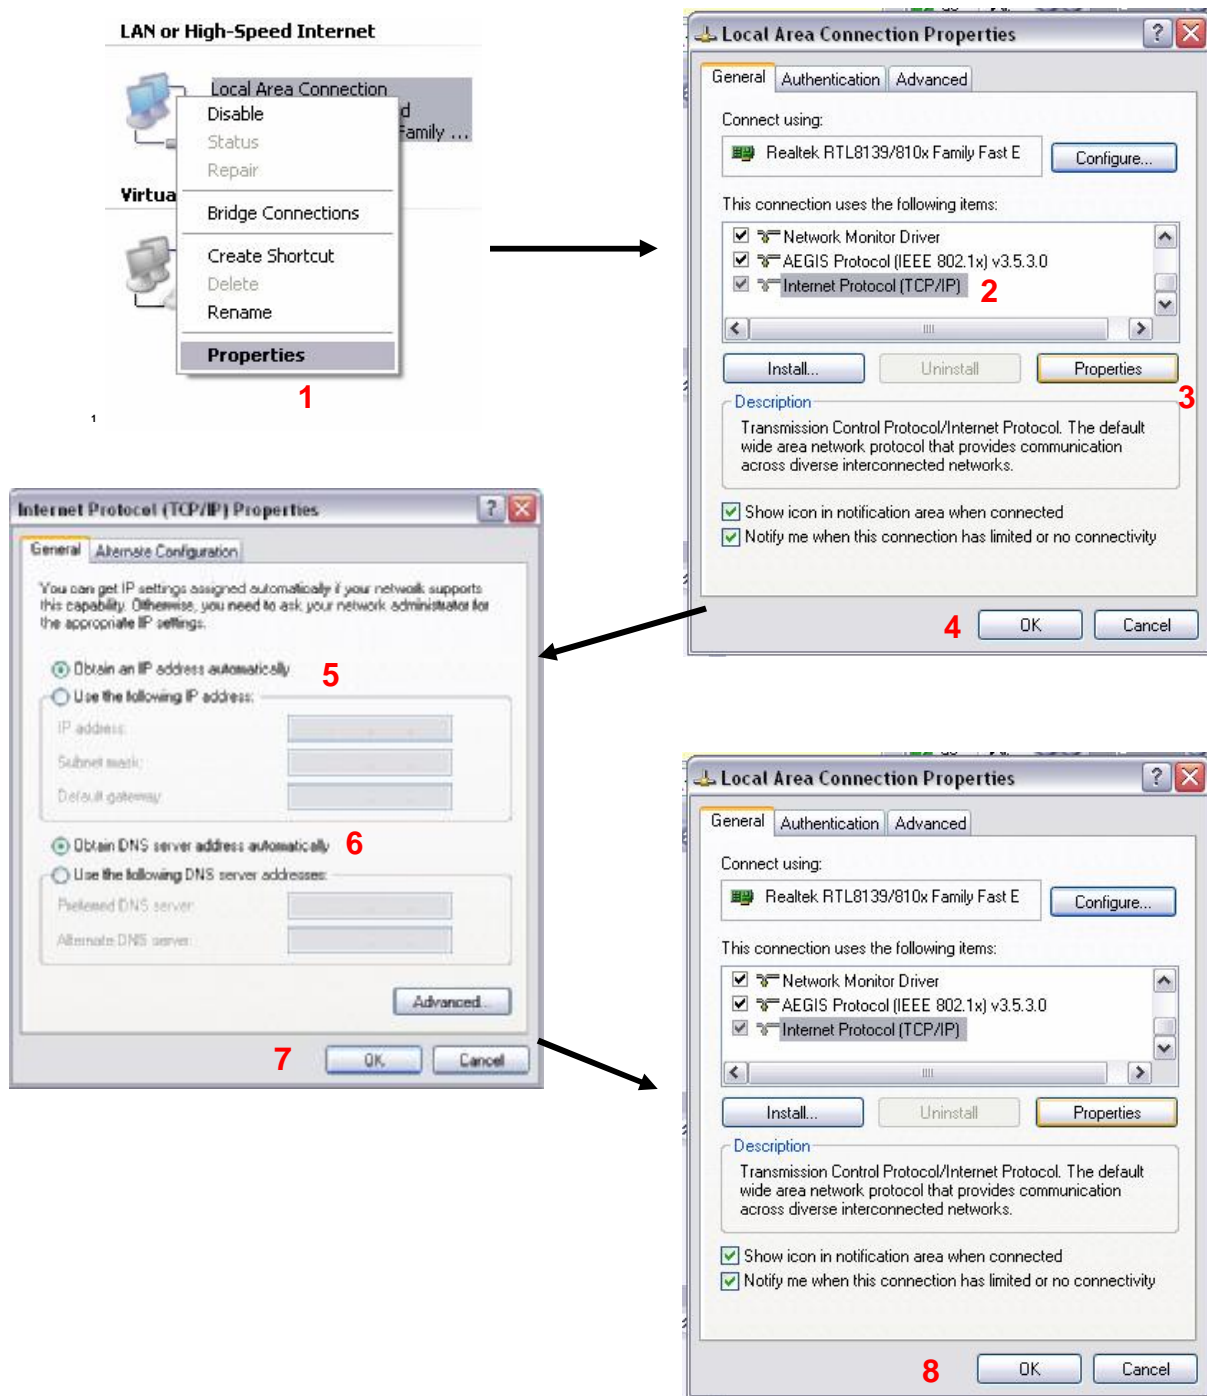 LAN or High-Speed Internet
Local Area Connection
d
Family ...
Disable
Status
Repair
Bridge Connections
Create Shortcut
Delete
Rename
Properties
Virtua
1
1
Local Area Connection Properties
General Authentication Advanced
Connect using:
Realtek RTL8139/810x Family Fast E
Configure...
This connection uses the following items:
Network Monitor Driver
AEGIS Protocol (IEEE 802.1x) v3.5.3.0
Internet Protocol (TCP/IP) 2
Install... Uninstall Properties
3
Description
Transmission Control Protocol/Internet Protocol. The default
wide area network protocol that provides communication
across diverse interconnected networks.
Show icon in notification area when connected
Notify me when this connection has limited or no connectivity
4 OK Cancel
Internet Protocol (TCP/IP) Properties
General Alternate Configuration
You can get IP settings assigned automatically if your network supports
this capability. Otherwise, you need to ask your network administrator for
the appropriate IP settings.
Obtain an IP address automatically 5
Use the following IP address:
IP address:
Subnet mask:
Default gateway:
Obtain DNS server address automatically 6
Use the following DNS server addresses:
Preferred DNS server:
Alternate DNS server:
Advanced...
7 OK Cancel
Local Area Connection Properties
General Authentication Advanced
Connect using:
Realtek RTL8139/810x Family Fast E
Configure...
This connection uses the following items:
Network Monitor Driver
AEGIS Protocol (IEEE 802.1x) v3.5.3.0
Internet Protocol (TCP/IP)
Install... Uninstall Properties
Description
Transmission Control Protocol/Internet Protocol. The default
wide area network protocol that provides communication
across diverse interconnected networks.
Show icon in notification area when connected
Notify me when this connection has limited or no connectivity
8 OK Cancel